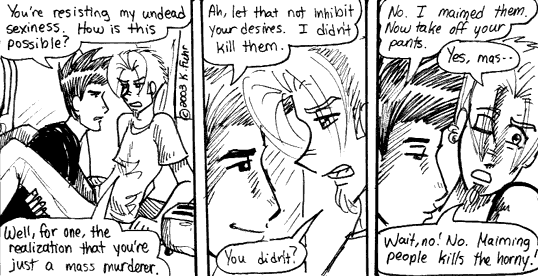 You're resisting my undead
sexiness. How is this
possible?
©2003 K. Fuhr
Well, for one, the
realization that you're
just a mass murderer.
Ah, let that not inhibit
your desires. I didn't
kill them.
You didn't?
No. I maimed them.
Now take off your
pants.
Yes, mas--
Wait, no! No. Maiming
people kills the horny!